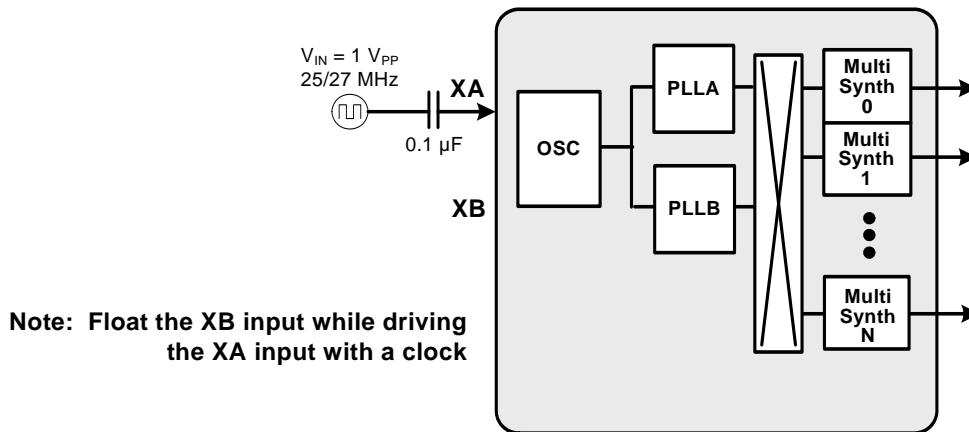 V_IN = 1 V_PP
25/27 MHz
XA
0.1 µF
XB
OSC
PLLA
PLLB
Multi
Synth
0
Multi
Synth
1
Multi
Synth
N
Note: Float the XB input while driving
the XA input with a clock